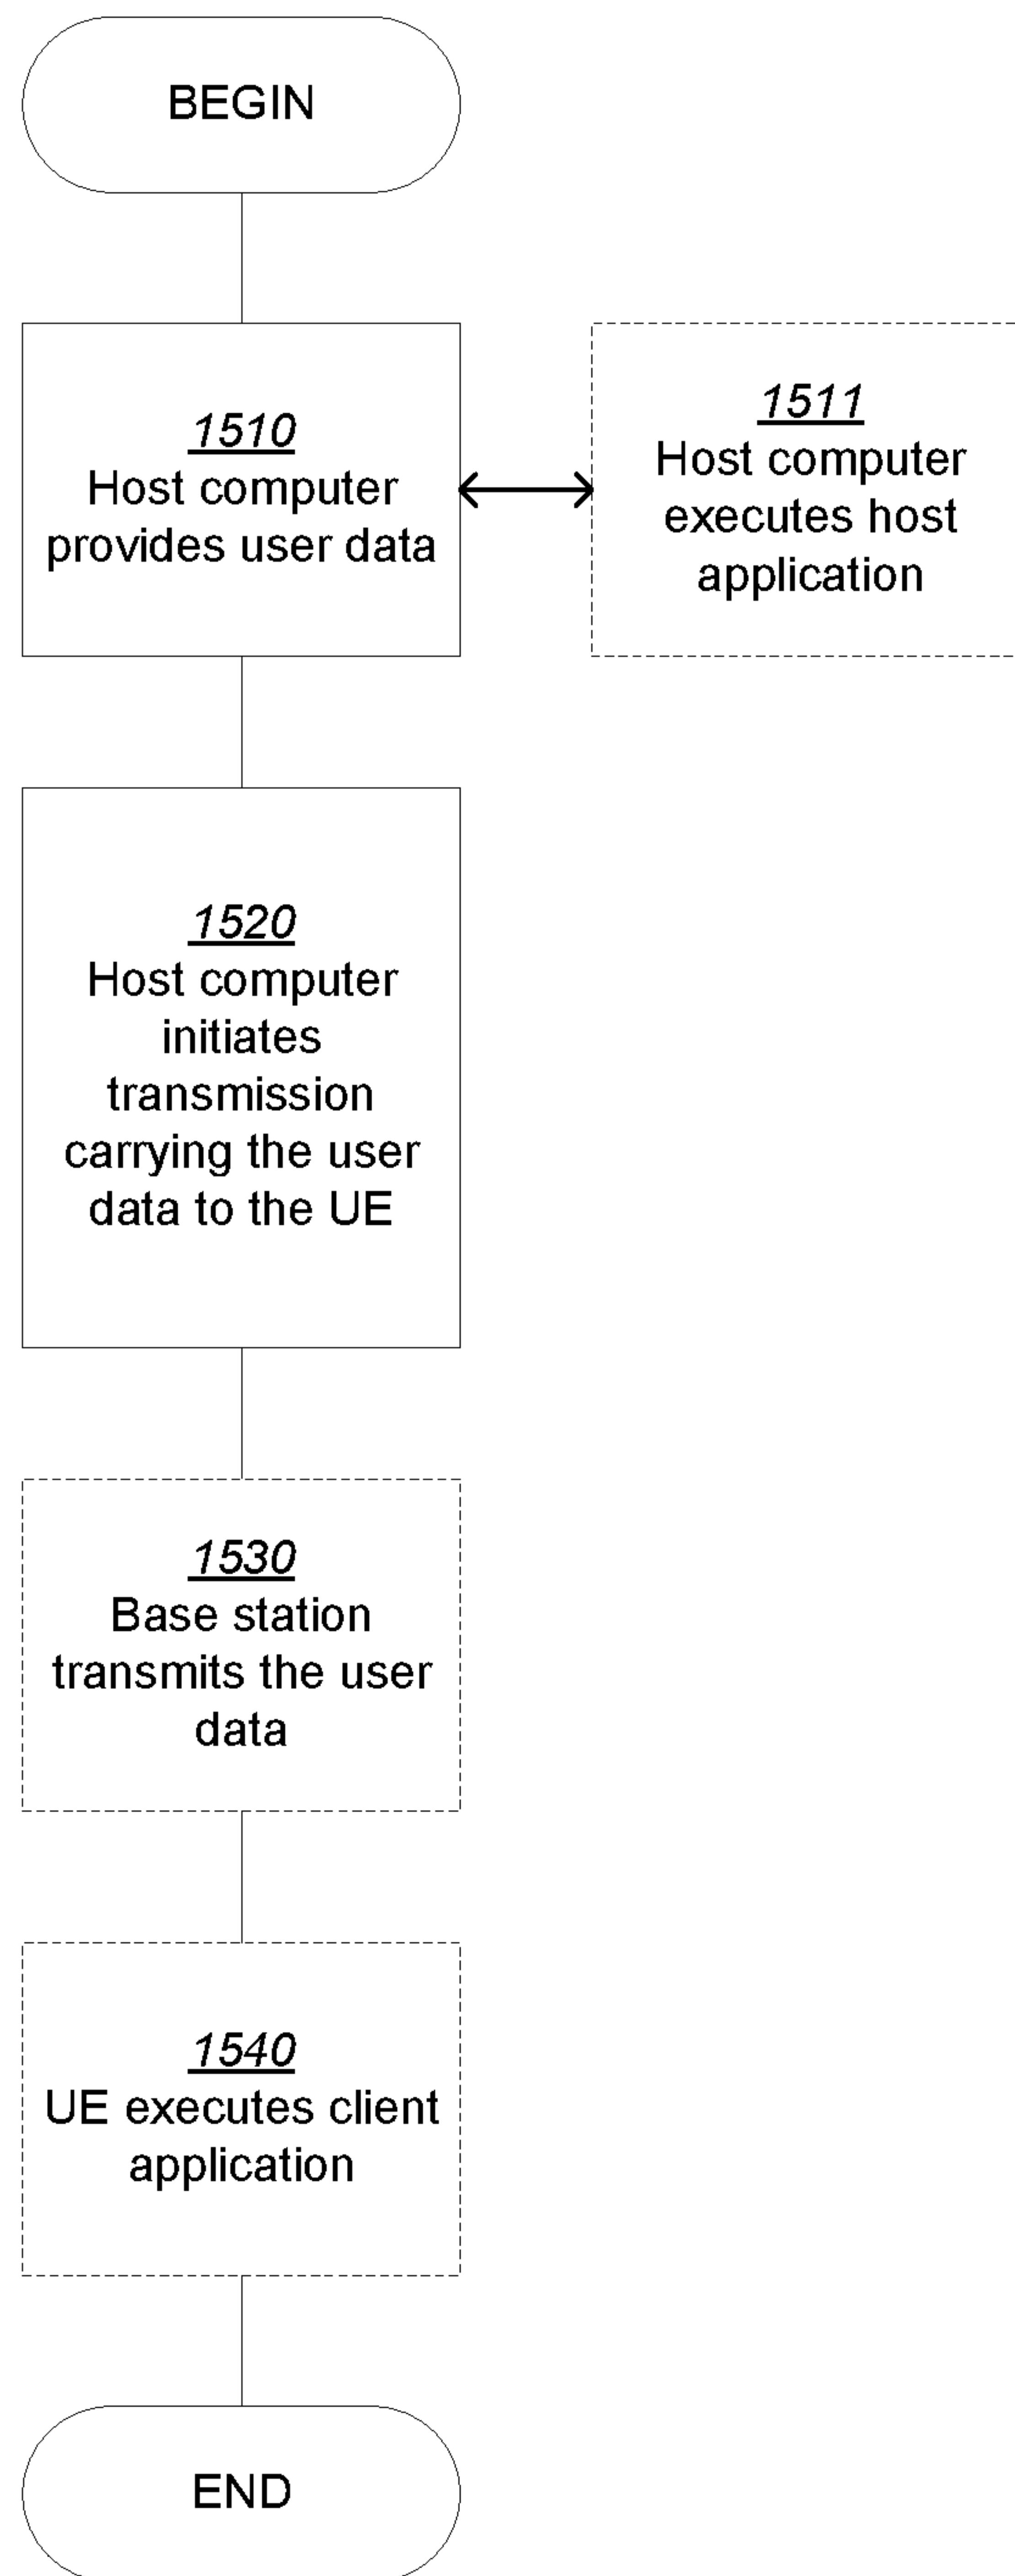 BEGIN
1510
Host computer
provides user data
1511
Host computer
executes host
application
1520
Host computer
initiates
transmission
carrying the user
data to the UE
1530
Base station
transmits the user
data
1540
UE executes client
application
END